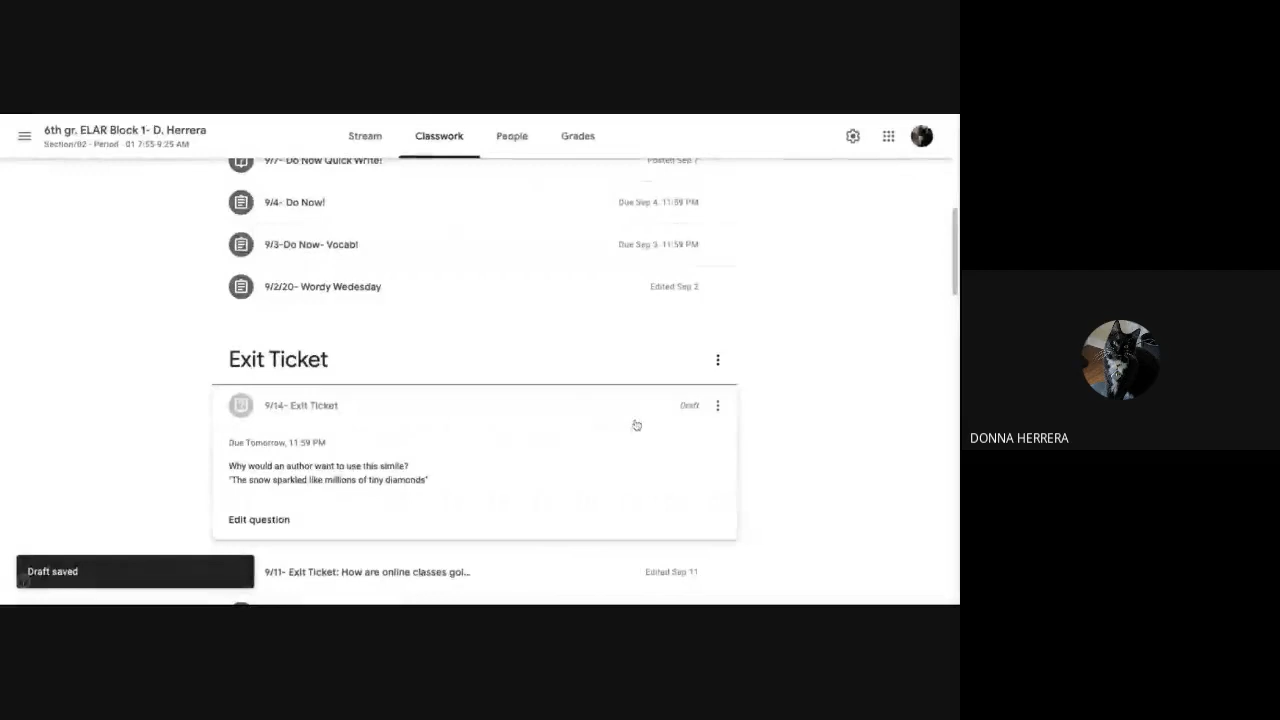 6th gr. ELAR Block 1- D. Herrera
Section/02 - Period - 01 7:55-9:25 AM
Stream
Classwork
People
Grades
9/7- Do Now Quick Write!
Posted Sep 7
9/4- Do Now!
Due Sep 4, 11:59 PM
9/3-Do Now- Vocab!
Due Sep 3, 11:59 PM
9/2/20- Wordy Wedesday
Edited Sep 2
Exit Ticket
9/14- Exit Ticket
Draft
Due Tomorrow, 11:59 PM
Why would an author want to use this simile?
"The snow sparkled like millions of tiny diamonds"
Edit question
Draft saved
9/11- Exit Ticket: How are online classes goi...
Edited Sep 11
DONNA HERRERA